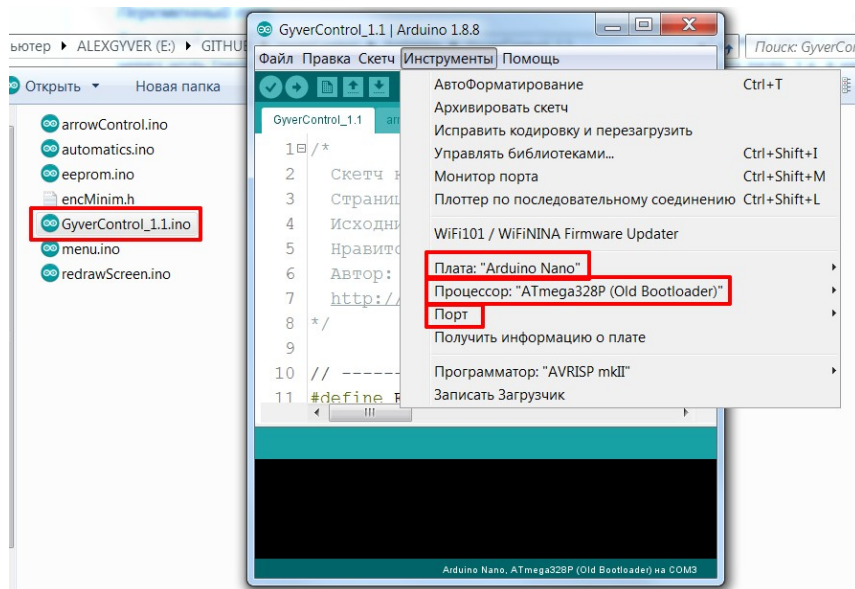 ALEXGYVER (E:) ▸ GITHUB
Поиск: GyverCon
Открыть
Новая папка
arrowControl.ino
automatics.ino
eeprom.ino
encMinim.h
GyverControl_1.1.ino
menu.ino
redrawScreen.ino
GyverControl_1.1 | Arduino 1.8.8
Файл Правка Скетч Инструменты Помощь
GyverControl_1.1
1 /*
2 Скетч
3
4
5
6 Автор:
7 http://
8 */
9
10 // ------
11 #define
АвтоФорматирование Ctrl+T
Архивировать скетч
Исправить кодировку и перезагрузить
Управлять библиотеками... Ctrl+Shift+I
Монитор порта Ctrl+Shift+M
Плоттер по последовательному соединению Ctrl+Shift+L
WiFi101 / WiFiNINA Firmware Updater
Плата: "Arduino Nano"
Процессор: "ATmega328P (Old Bootloader)"
Порт
Получить информацию о плате
Программатор: "AVRISP mkII"
Записать Загрузчик
Arduino Nano, ATmega328P (Old Bootloader) на COM3